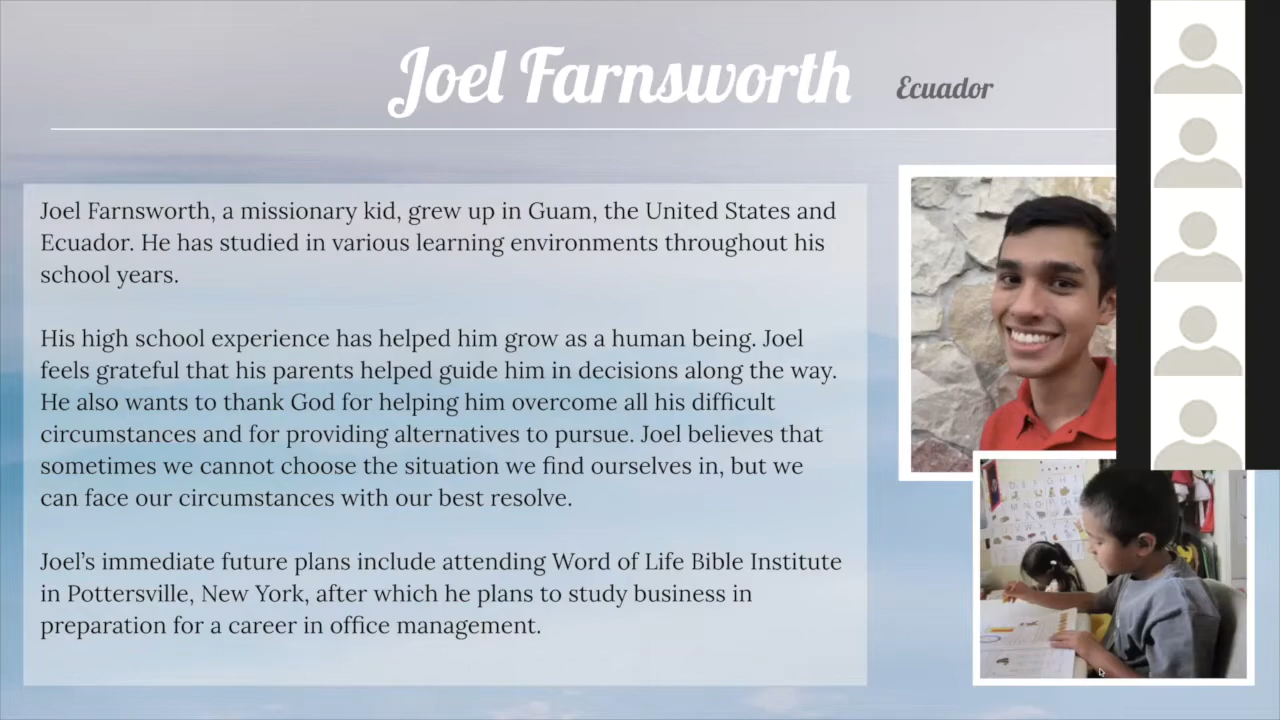 Joel Farnsworth
Ecuador
Joel Farnsworth, a missionary kid, grew up in Guam, the United States and
Ecuador. He has studied in various learning environments throughout his
school years.
His high school experience has helped him grow as a human being. Joel
feels grateful that his parents helped guide him in decisions along the way.
He also wants to thank God for helping him overcome all his difficult
circumstances and for providing alternatives to pursue. Joel believes that
sometimes we cannot choose the situation we find ourselves in, but we
can face our circumstances with our best resolve.
Joel's immediate future plans include attending Word of Life Bible Institute
in Pottersville, New York, after which he plans to study business in
preparation for a career in office management.